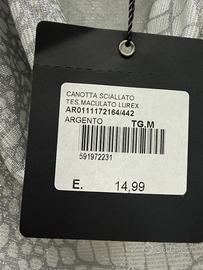 CANOTTA SCIALLATO
TES.MACULATO LUREX
AR0111172164/442
ARGENTO TG.M
591972231
E. 14,99